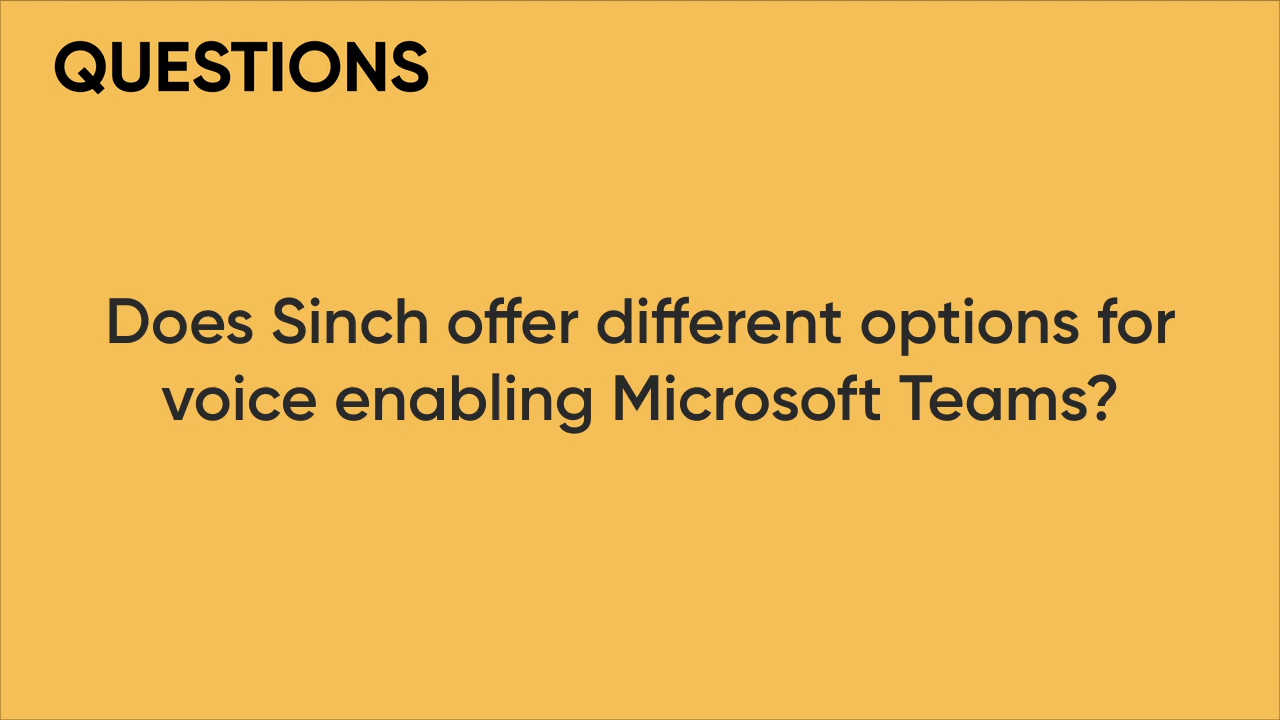 QUESTIONS
Does Sinch offer different options for
voice enabling Microsoft Teams?